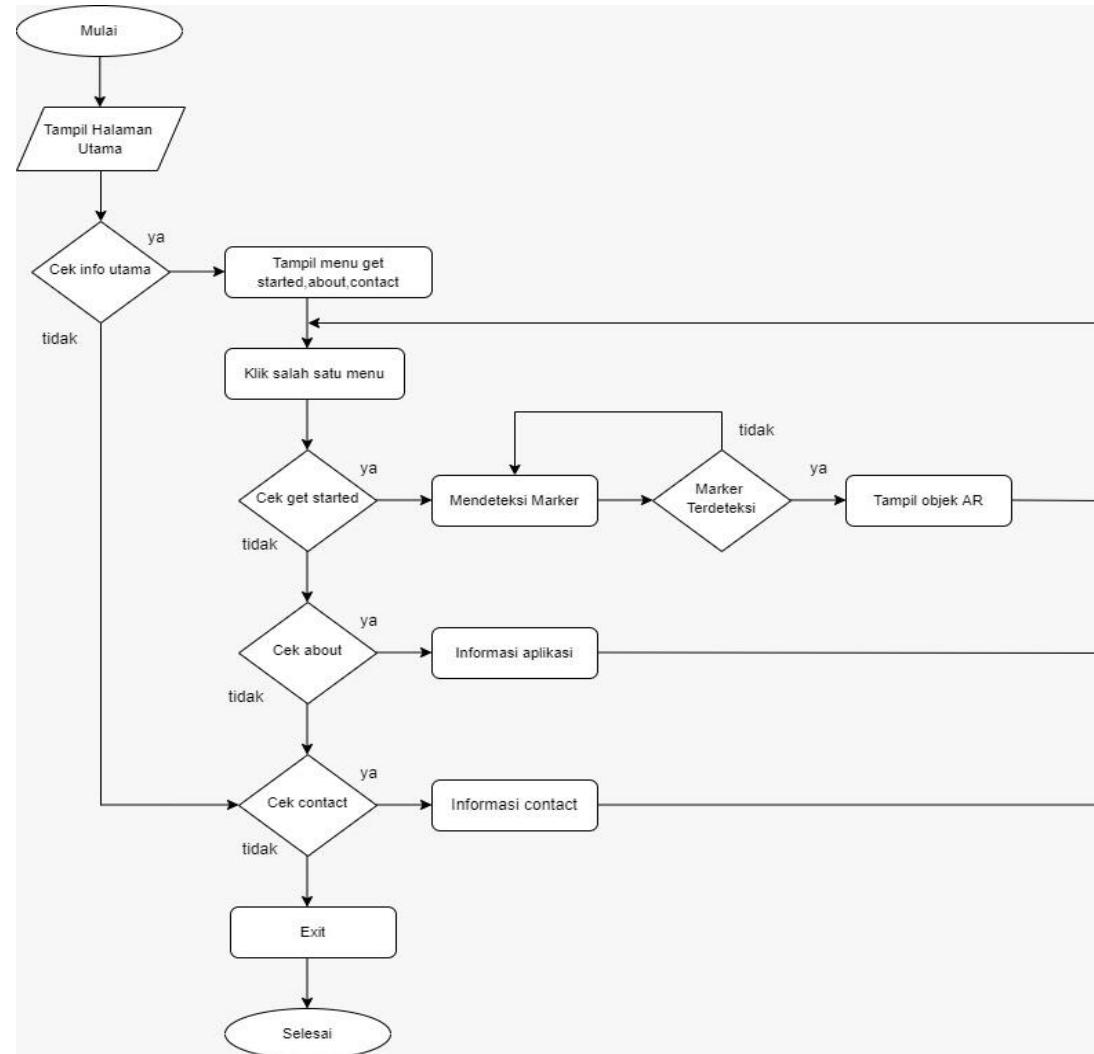 Mulai
Tampil Halaman
Utama
ya
Cek info utama
Tampil menu get
started,about,contact
tidak
Klik salah satu menu
tidak
ya
Cek get started
Mendeteksi Marker
Marker
Terdeteksi
ya
Tampil objek AR
tidak
ya
Cek about
Informasi aplikasi
tidak
ya
Cek contact
Informasi contact
tidak
Exit
Selesai